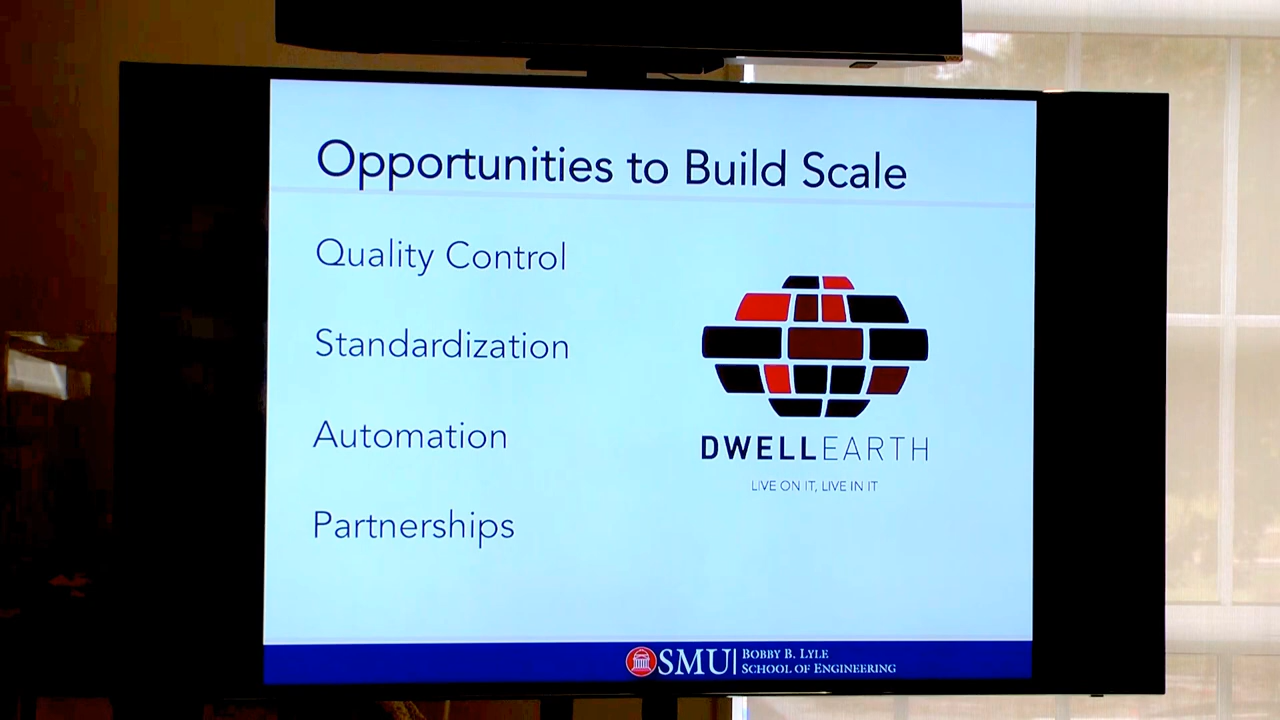 Opportunities to Build Scale
Quality Control
Standardization
Automation
Partnerships
DWELLEARTH
LIVE ON IT, LIVE IN IT
SMU
BOBBY B. LYLE
SCHOOL OF ENGINEERING